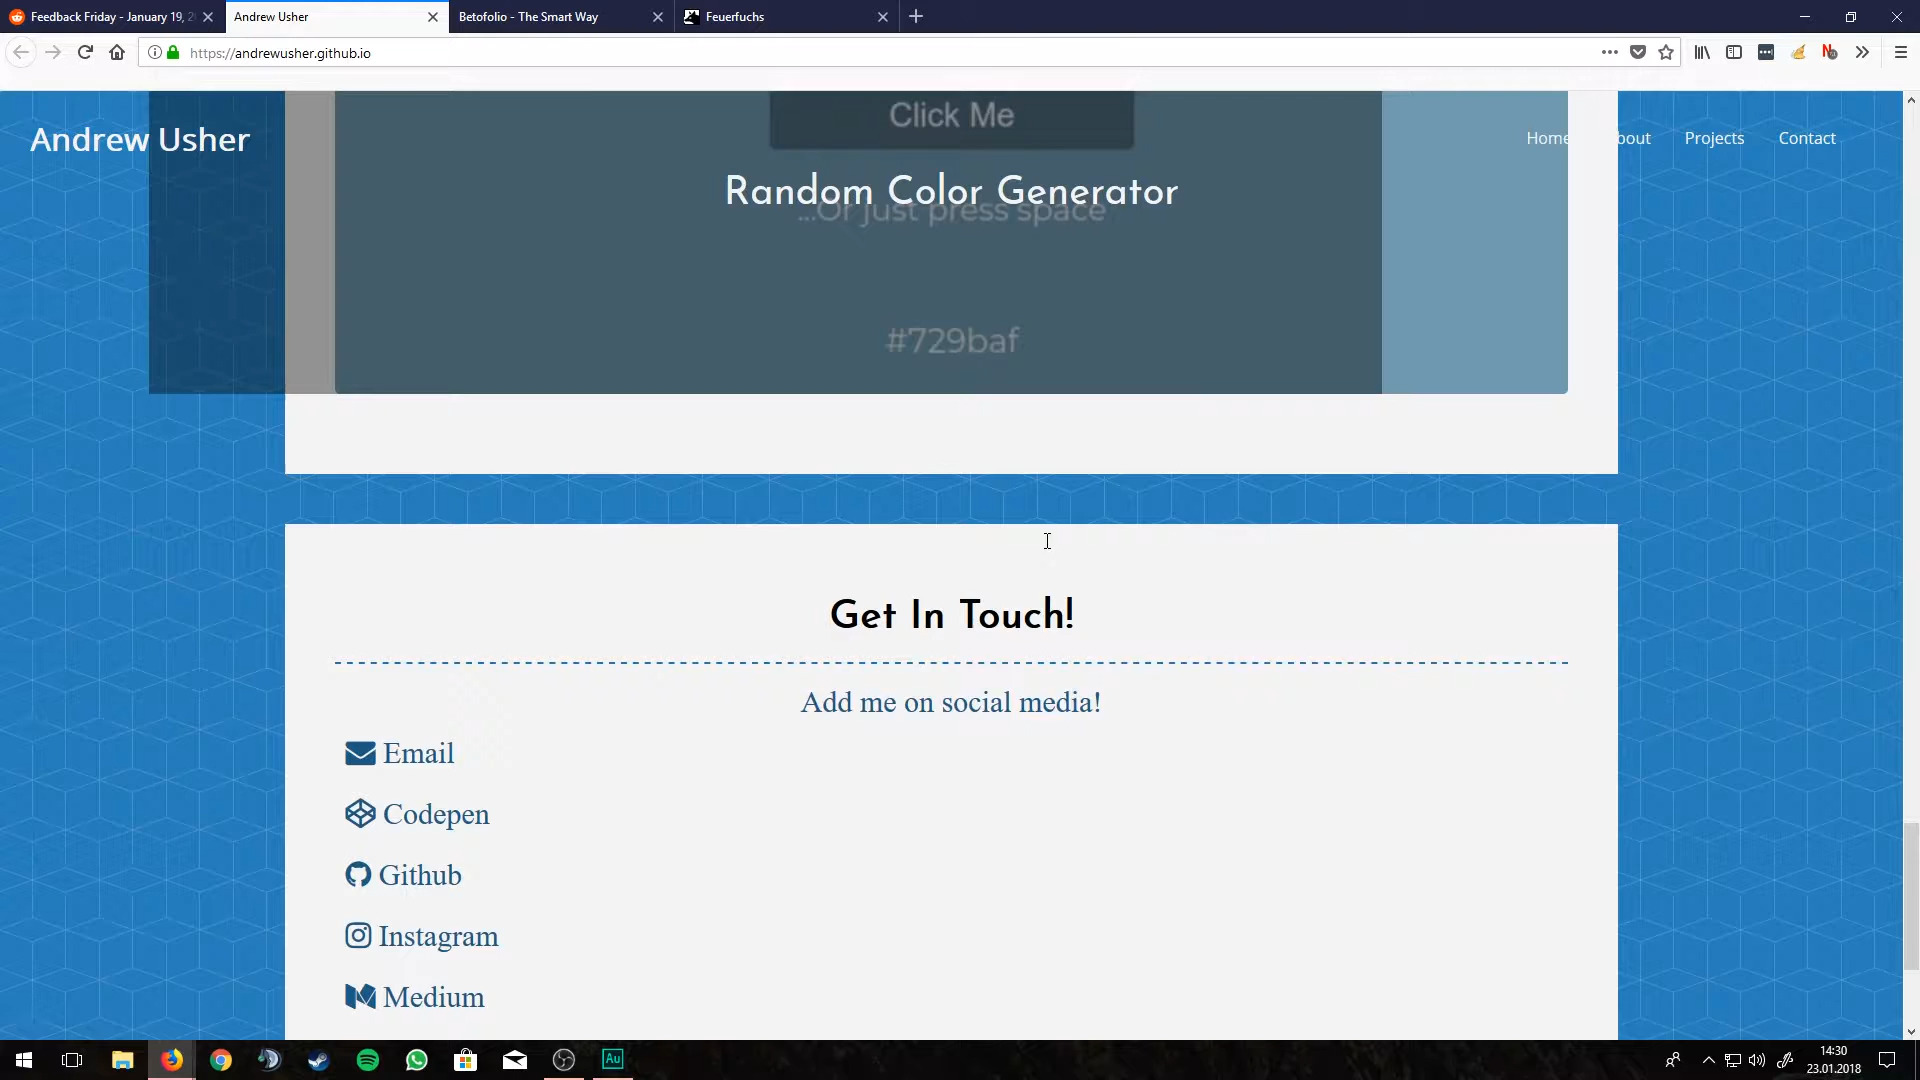 Feedback Friday - January 19, 2
Andrew Usher
Betofolio - The Smart Way
Feuerfuchs
https://andrewusher.github.io
Click Me
Andrew Usher
Home
bout
Projects
Contact
Random Color Generator
...Or just press space
#729baf
Get In Touch!
Add me on social media!
Email
Codepen
Github
Instagram
Medium
Au
14:30
23.01.2018